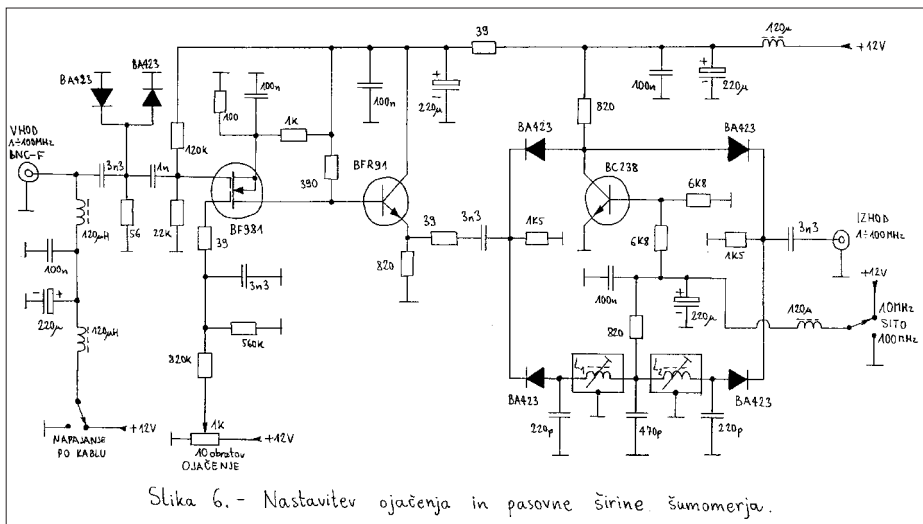 120µ
+12V
39
BA423
BA423
100n
220µ
100n
220µ
100
100n
1K
820
BA423
BA423
VHOD
1÷100MHz
BNC-F
3n3
1n
120K
390
BFR91
BC238
6K8
56
22K
BF981
39
3n3
1K5
6K8
1K5
3n3
IZHOD
1÷100MHz
120µH
39
820
100n
3n3
100n
220µ
+12V
120µ
10MHz
SITO
100MHz
220µ
120µH
560K
820
820K
L1
L2
BA423
BA423
220p
470p
220p
1K
+12V
+12V
NAPAJANJE
PO KABLU
10 obratov
OJAČENJE
Slika 6.- Nastavitev ojačenja in pasovne širine šumomerja.